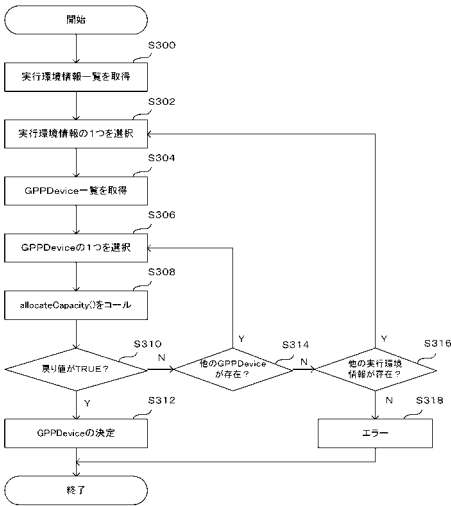 開始
S300
実行環境情報一覧を取得
S302
実行環境情報の1つを選択
S304
GPPDevice一覧を取得
S306
GPPDeviceの1つを選択
S308
allocateCapacity()をコール
S310
戻り値がTRUE？
N
Y
S314
他のGPPDevice
が存在？
Y
N
S316
他の実行環境
情報が存在？
Y
N
S312
GPPDeviceの決定
S318
エラー
終了